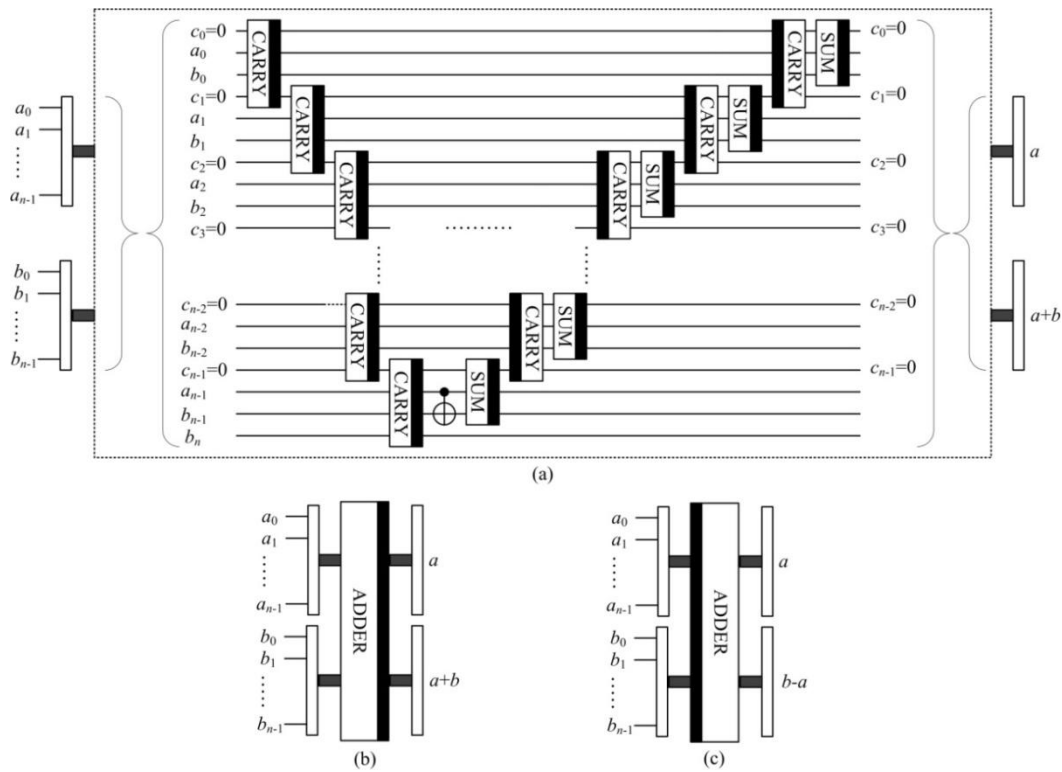 c₀=0 CARRY CARRY SUM c₀=0
a₀
b₀
c₁=0 CARRY CARRY SUM c₁=0
a₁
b₁
c₂=0 CARRY CARRY SUM c₂=0
a₂
b₂
c₃=0 .......... c₃=0
cₙ₋₂=0 CARRY CARRY SUM cₙ₋₂=0
aₙ₋₂
bₙ₋₂
cₙ₋₁=0 CARRY SUM cₙ₋₁=0
aₙ₋₁
bₙ₋₁
bₙ
a₀
a₁
aₙ₋₁
b₀
b₁
bₙ₋₁
a
a+b
(a)
a₀
a₁
aₙ₋₁
b₀
b₁
bₙ₋₁
ADDER
a
a+b
(b)
a₀
a₁
aₙ₋₁
b₀
b₁
bₙ₋₁
ADDER
a
b-a
(c)